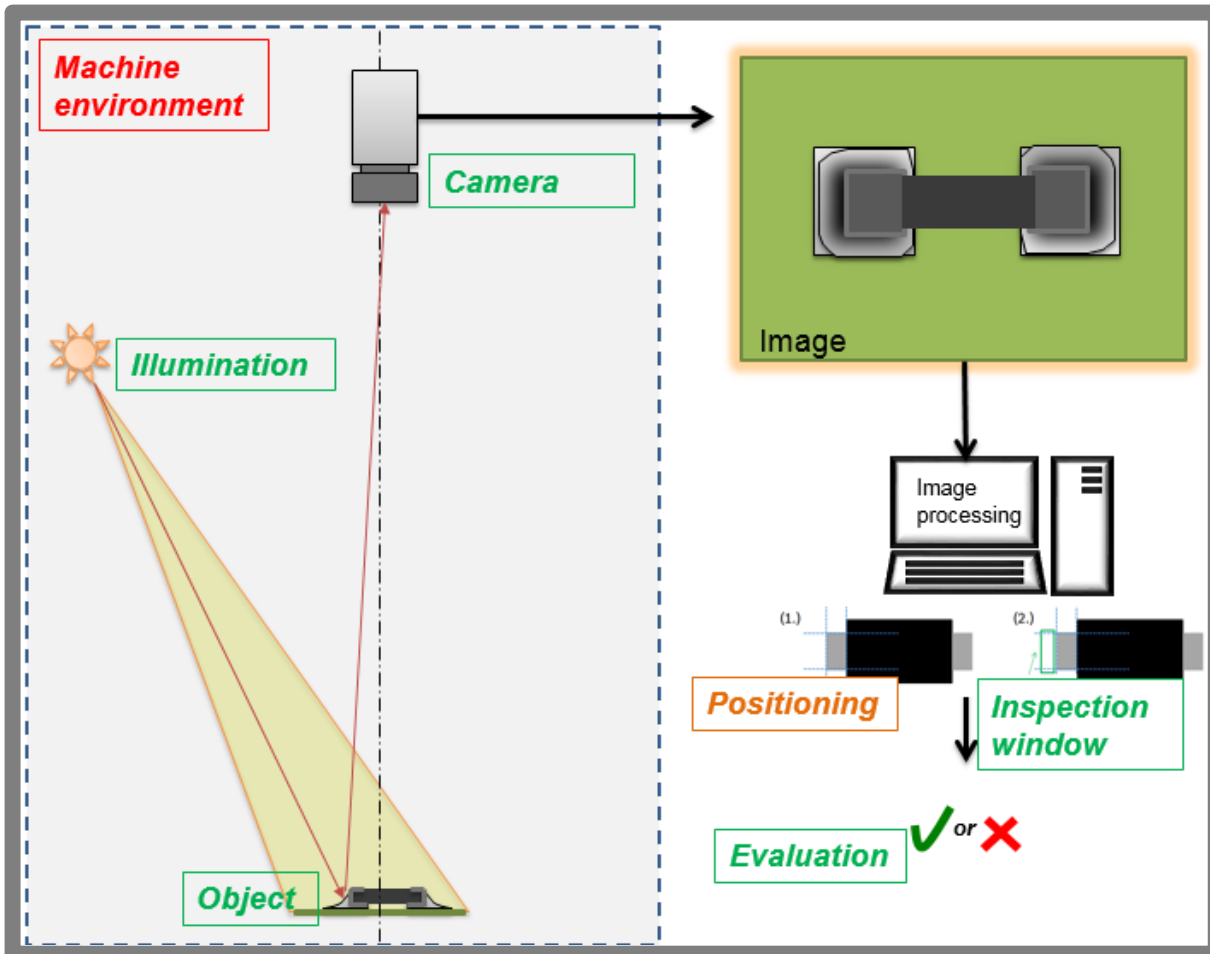 Machine
environment
Camera
Illumination
Object
Image
Image
processing
(1.)
(2.)
Positioning
Inspection
window
Evaluation
or